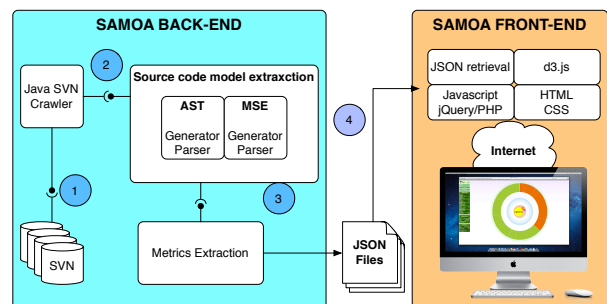 SAMOA BACK-END
SAMOA FRONT-END
2
Java SVN
Crawler
Source code model extraxction
AST
Generator
Parser
MSE
Generator
Parser
1
SVN
3
Metrics Extraction
4
JSON
Files
JSON retrieval
d3.js
Javascript
jQuery/PHP
HTML
CSS
Internet